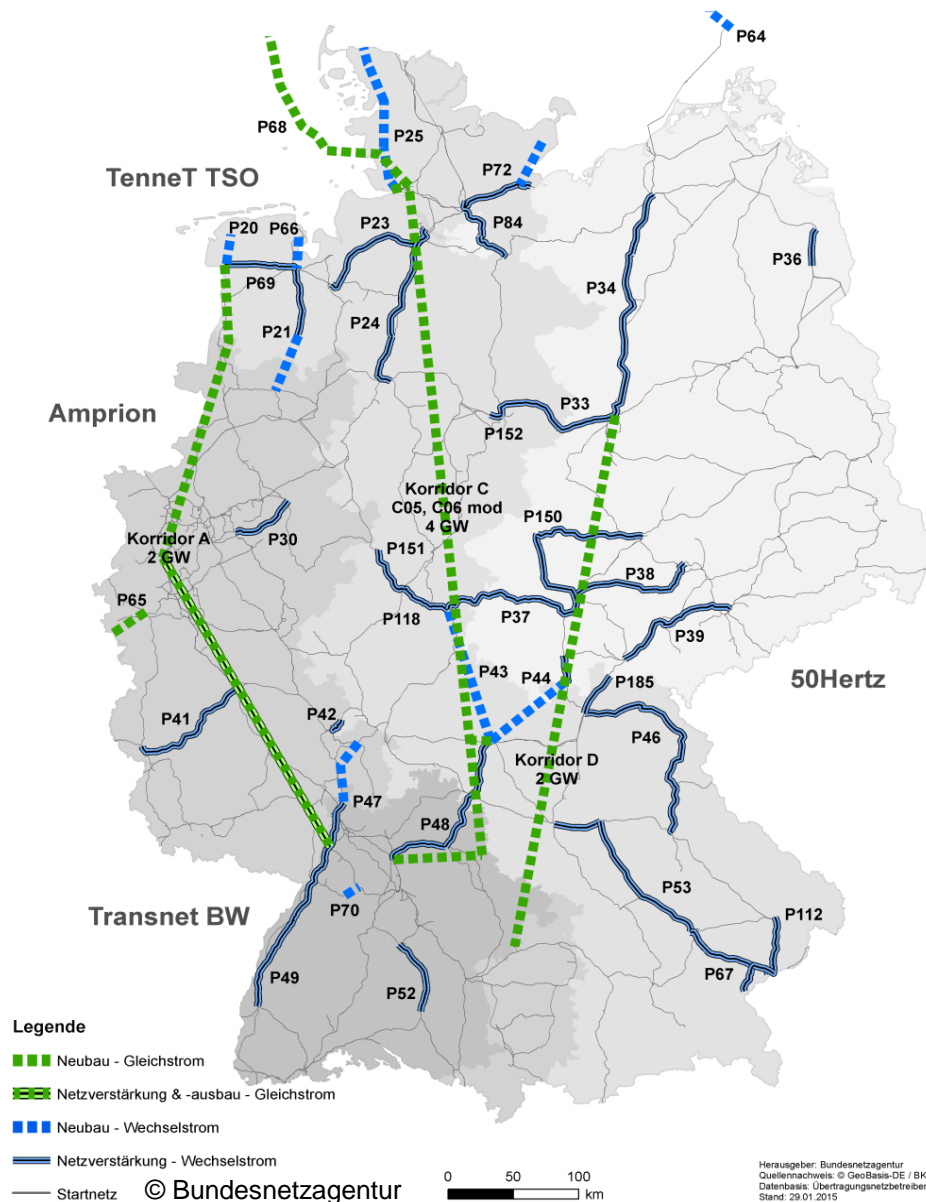 P64
P68
P25
TenneT TSO
P72
P20
P66
P23
P84
P36
P69
P34
P24
P21
Amprion
P33
P152
Korridor C
C05, C06 mod
4 GW
P150
Korridor A
2 GW
P30
P151
P38
P65
P118
P37
P39
P43
P44
50Hertz
P185
P41
P42
P46
Korridor D
2 GW
P47
P48
P53
Transnet BW
P70
P112
P67
P49
P52
Legende
Neubau - Gleichstrom
Netzverstärkung & -ausbau - Gleichstrom
Neubau - Wechselstrom
Netzverstärkung - Wechselstrom
Startnetz
© Bundesnetzagentur
0 50 100
km
Herausgeber: Bundesnetzagentur
Quellennachweis: © GeoBasis-DE / BK
Datenbasis: Übertragungsnetzbetreiber
Stand: 29.01.2015